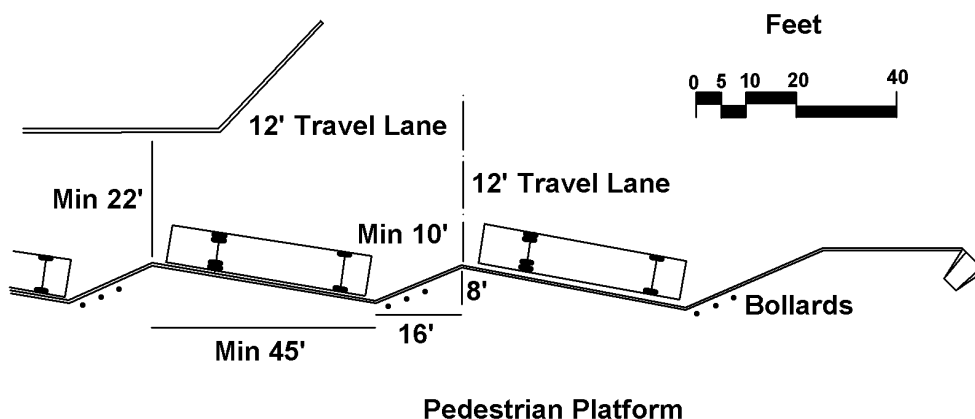 Feet
0 5 10 20 40
12' Travel Lane
12' Travel Lane
Min 22'
Min 10'
8'
Bollards
16'
Min 45'
Pedestrian Platform